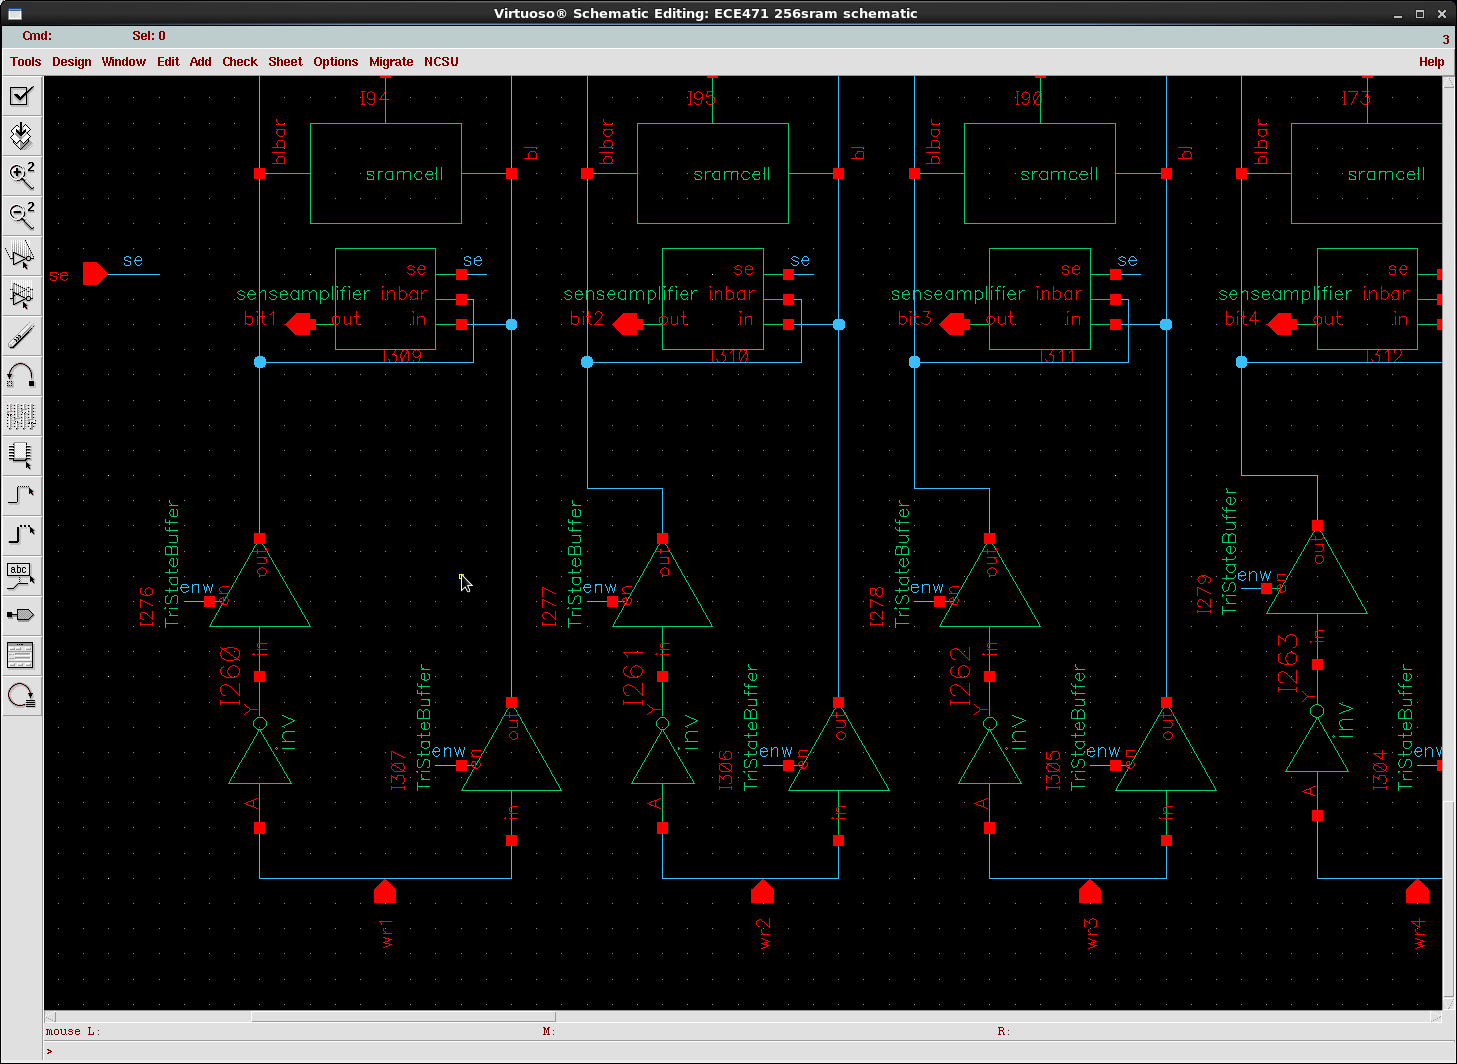 Virtuoso® Schematic Editing: ECE471 256sram schematic
Cmd: Sel: 0
3
Tools Design Window Edit Add Check Sheet Options Migrate NCSU Help
I94 I95 I90 I73
blbar bl blbar bl blbar bl blbar
sramcell sramcell sramcell sramcell
2
2
abc
se se
se se se se se se se
senseamplifier inbar senseamplifier inbar senseamplifier inbar senseamplifier inbar
bit1 out in bit2 out in bit3 out in bit4 out in
I309 I310 I311 I312
I276 TriStateBuffer enw en out in
I277 TriStateBuffer enw en out in
I278 TriStateBuffer enw en out in
I279 TriStateBuffer enw en out in
I260 Y inv A
I307 TriStateBuffer enw en out in
I261 Y inv A
I306 TriStateBuffer enw en out in
I262 Y inv A
I305 TriStateBuffer enw en out in
I263 Y inv A
I304 TriStateBuffer enw
wr1 wr2 wr3 wr4
mouse L: M: R:
>